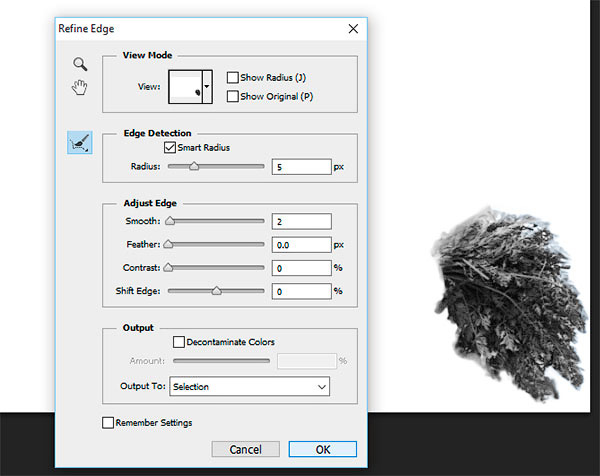 Refine Edge
View Mode
View:
Show Radius (J)
Show Original (P)
Edge Detection
Smart Radius
Radius: 5 px
Adjust Edge
Smooth: 2
Feather: 0.0 px
Contrast: 0 %
Shift Edge: 0 %
Output
Decontaminate Colors
Amount: %
Output To: Selection
Remember Settings
Cancel OK